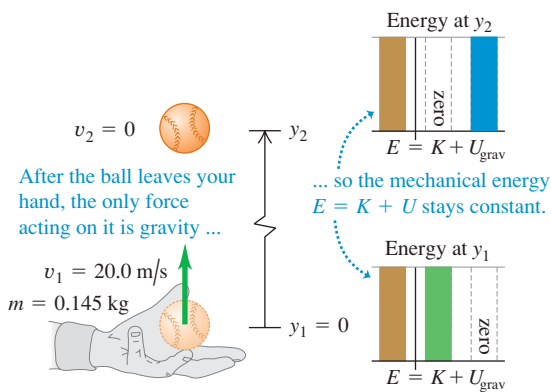 Energy at y₂
zero
E = K + U_grav
v₂ = 0
y₂
After the ball leaves your
hand, the only force
acting on it is gravity ...
... so the mechanical energy
E = K + U stays constant.
v₁ = 20.0 m/s
m = 0.145 kg
y₁ = 0
Energy at y₁
zero
E = K + U_grav